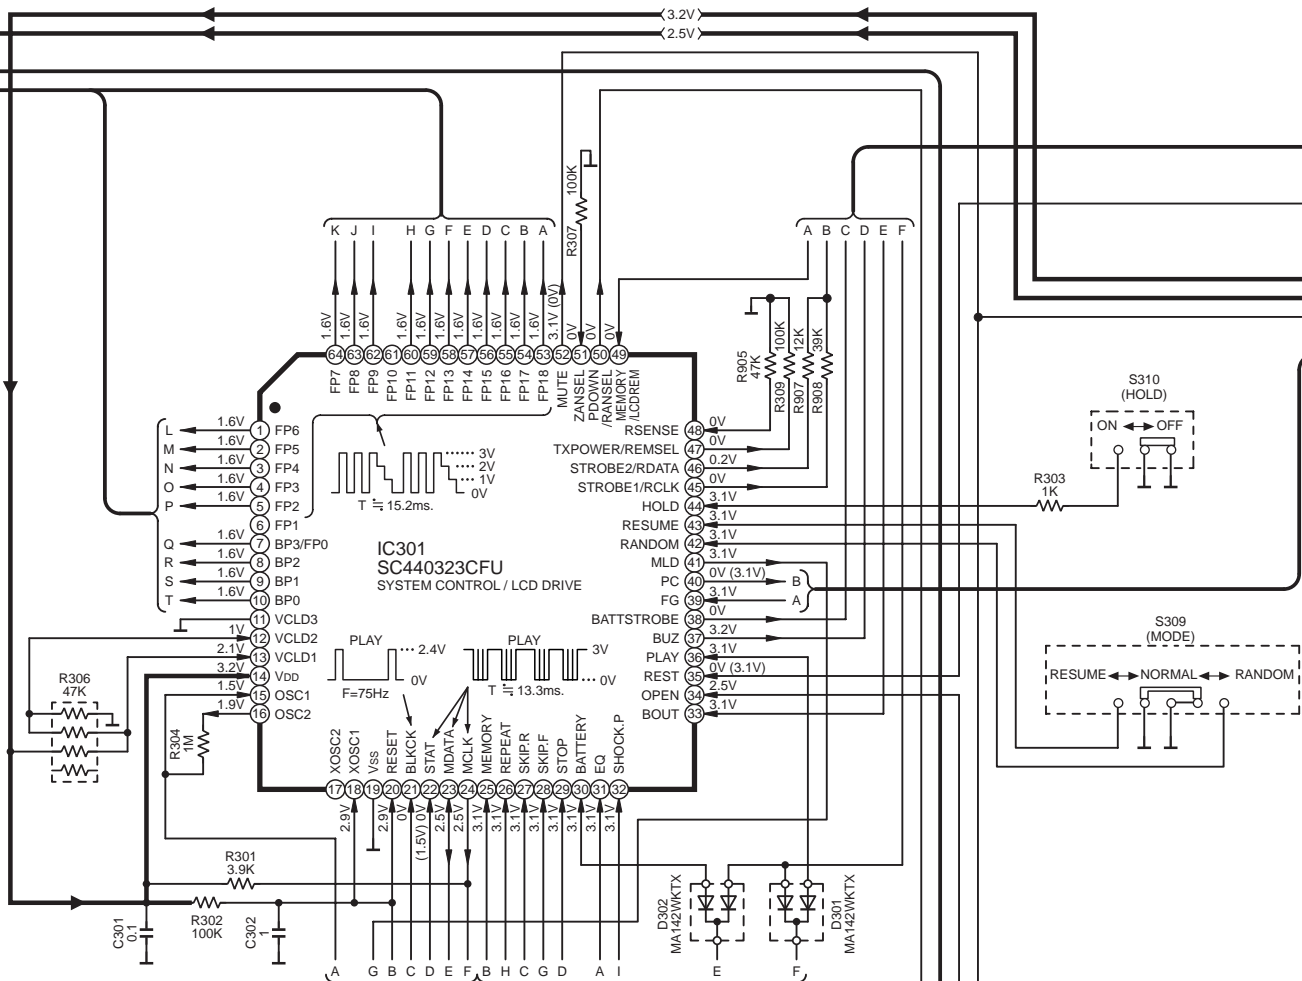 3.2V
2.5V
K J I H G F E D C B A
A B C D E F
R307 100K
1.6V 1.6V 1.6V 1.6V 1.6V 1.6V 1.6V 1.6V 1.6V 1.6V 3.1V (0V) 0V 0V 0V
64 63 62 61 60 59 58 57 56 55 54 53 52 51 50 49
FP7 FP8 FP9 FP10 FP11 FP12 FP13 FP14 FP15 FP16 FP17 FP18 MUTE ZANSEL PDOWN /RANSEL MEMORY /LCDREM
R905 47K
R309 100K
R907 12K
R908 39K
L 1.6V 1 FP6
M 1.6V 2 FP5
N 1.6V 3 FP4
O 1.6V 4 FP3
P 1.6V 5 FP2
6 FP1
Q 1.6V 7 BP3/FP0
R 1.6V 8 BP2
S 1.6V 9 BP1
T 1.6V 10 BP0
11 VCLD3
1V 12 VCLD2
2.1V 13 VCLD1
3.2V 14 VDD
1.5V 15 OSC1
1.9V 16 OSC2
3V
2V
1V
0V
T ≒ 15.2ms.
IC301
SC440323CFU
SYSTEM CONTROL / LCD DRIVE
PLAY
2.4V
0V
F=75Hz
PLAY
3V
0V
T ≒ 13.3ms.
RSENSE 48 0V
TXPOWER/REMSEL 47 0V
STROBE2/RDATA 46 0.2V
STROBE1/RCLK 45 0V
HOLD 44 3.1V
RESUME 43 3.1V
RANDOM 42 3.1V
MLD 41 3.1V
PC 40 0V (3.1V) B
FG 39 3.1V A
BATTSTROBE 38 0V
BUZ 37 3.2V
PLAY 36 3.1V
REST 35 0V (3.1V)
OPEN 34 2.5V
BOUT 33 3.1V
S310
(HOLD)
ON OFF
R303
1K
S309
(MODE)
RESUME NORMAL RANDOM
R306
47K
R304 1M
XOSC2 XOSC1 VSS RESET BLKCK STAT MDATA MCLK MEMORY REPEAT SKIP.R SKIP.F STOP BATTERY EQ SHOCK.P
17 18 19 20 21 22 23 24 25 26 27 28 29 30 31 32
2.9V 2.9V 0V (1.5V) 0V 2.5V 2.5V 3.1V 3.1V 3.1V 3.1V 3.1V 3.1V 3.1V 3.1V
R301
3.9K
R302
100K
C301 0.1
C302 1
D302 MA142WKTX
D301 MA142WKTX
A G B C D E F B H C G D A I E F